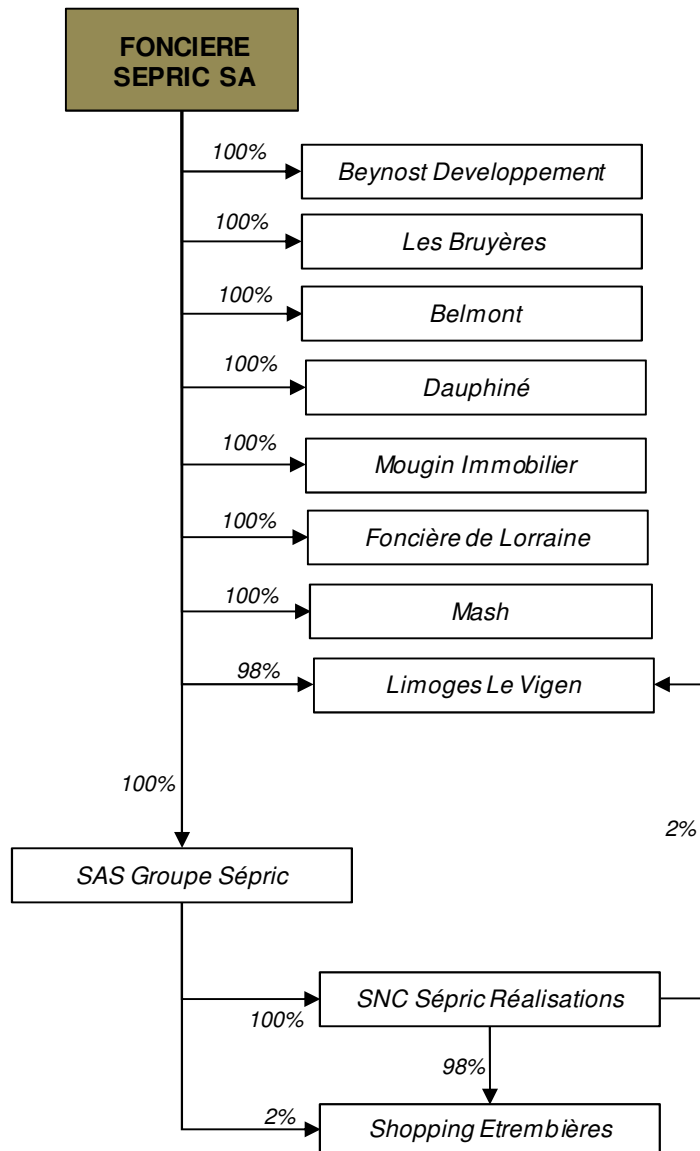 FONCIERE
SEPRIC SA
100%
Beynost Developpement
100%
Les Bruyères
100%
Belmont
100%
Dauphiné
100%
Mougin Immobilier
100%
Foncière de Lorraine
100%
Mash
98%
Limoges Le Vigen
100%
2%
SAS Groupe Sépric
SNC Sépric Réalisations
100%
98%
2%
Shopping Etrembières